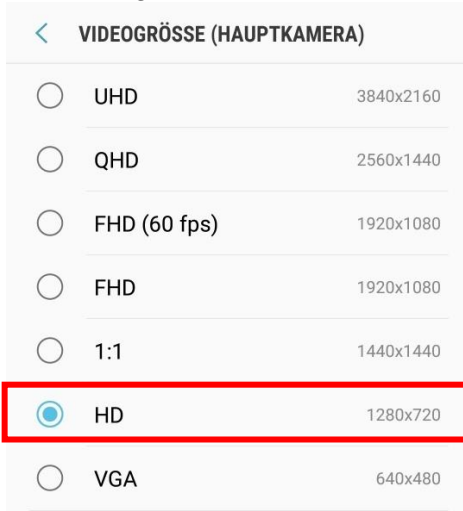 VIDEOGRÖSSE (HAUPTKAMERA)
UHD 3840x2160
QHD 2560x1440
FHD (60 fps) 1920x1080
FHD 1920x1080
1:1 1440x1440
HD 1280x720
VGA 640x480